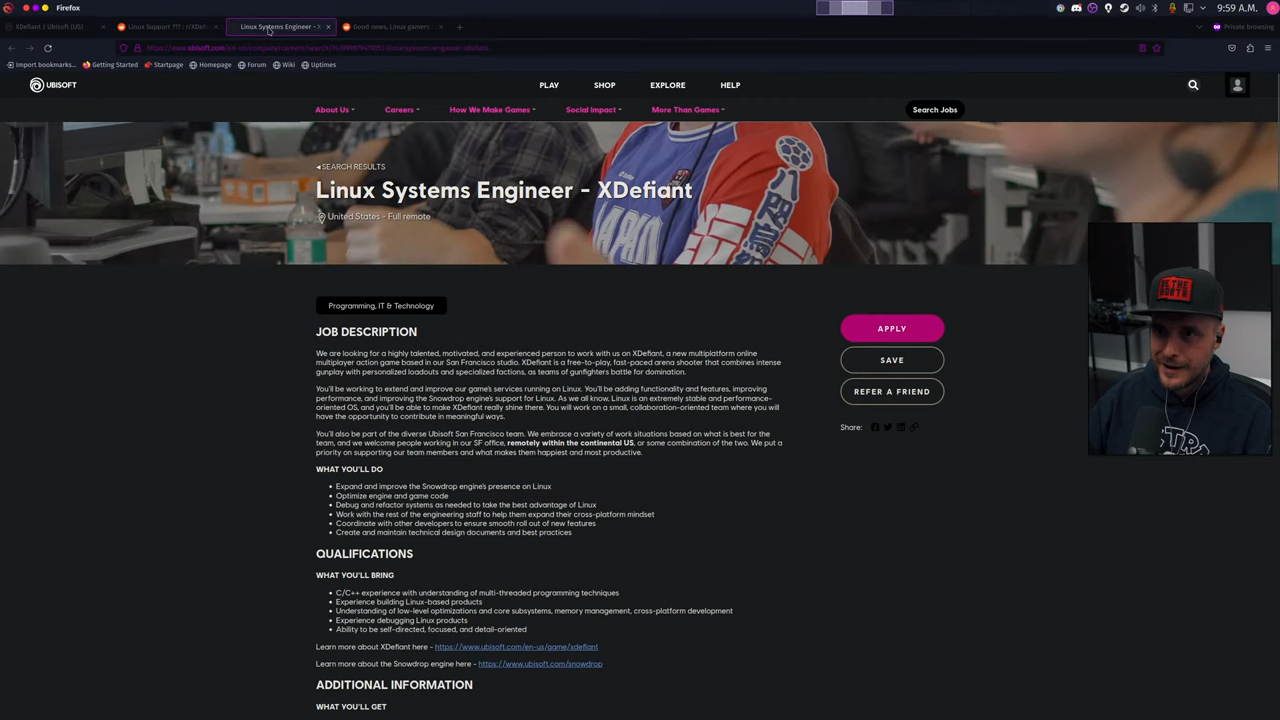 Firefox
9:59 A.M.
XDefiant | Ubisoft (US)
Linux Support ??? : r/XDefi
Linux Systems Engineer - X
Good news, Linux gamers
Private browsing
Import bookmarks...
Getting Started
Startpage
Homepage
Forum
Wiki
Uptimes
UBISOFT
PLAY
SHOP
EXPLORE
HELP
About Us
Careers
How We Make Games
Social Impact
More Than Games
Search Jobs
◂ SEARCH RESULTS
Linux Systems Engineer - XDefiant
United States - Full remote
Programming, IT & Technology
JOB DESCRIPTION
We are looking for a highly talented, motivated, and experienced person to work with us on XDefiant, a new multiplatform online
multiplayer action game based in our San Francisco studio. XDefiant is a free-to-play, fast-paced arena shooter that combines intense
gunplay with personalized loadouts and specialized factions, as teams of gunfighters battle for domination.
You'll be working to extend and improve our game's services running on Linux. You'll be adding functionality and features, improving
performance, and improving the Snowdrop engine's support for Linux. As we all know, Linux is an extremely stable and performance-
oriented OS, and you'll be able to make XDefiant really shine there. You will work on a small, collaboration-oriented team where you will
have the opportunity to contribute in meaningful ways.
You'll also be part of the diverse Ubisoft San Francisco team. We embrace a variety of work situations based on what is best for the
team, and we welcome people working in our SF office, remotely within the continental US, or some combination of the two. We put a
priority on supporting our team members and what makes them happiest and most productive.
WHAT YOU'LL DO
• Expand and improve the Snowdrop engine's presence on Linux
• Optimize engine and game code
• Debug and refactor systems as needed to take the best advantage of Linux
• Work with the rest of the engineering staff to help them expand their cross-platform mindset
• Coordinate with other developers to ensure smooth roll out of new features
• Create and maintain technical design documents and best practices
QUALIFICATIONS
WHAT YOU'LL BRING
• C/C++ experience with understanding of multi-threaded programming techniques
• Experience building Linux-based products
• Understanding of low-level optimizations and core subsystems, memory management, cross-platform development
• Experience debugging Linux products
• Ability to be self-directed, focused, and detail-oriented
Learn more about XDefiant here - https://www.ubisoft.com/en-us/game/xdefiant
Learn more about the Snowdrop engine here - https://www.ubisoft.com/snowdrop
ADDITIONAL INFORMATION
WHAT YOU'LL GET
APPLY
SAVE
REFER A FRIEND
Share: